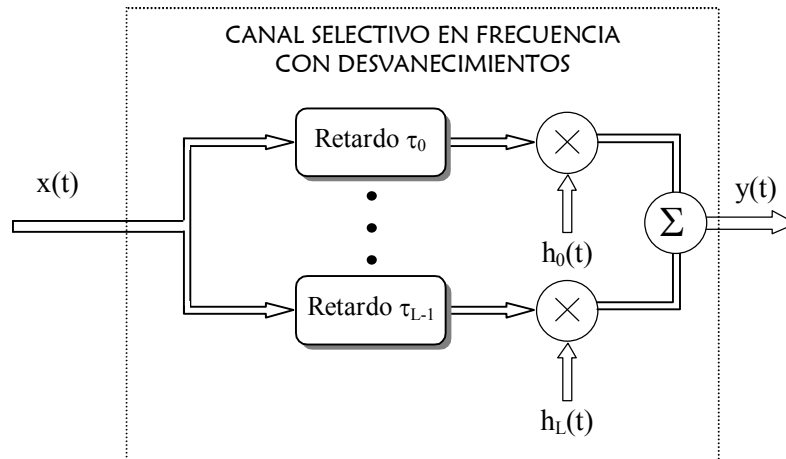 CANAL SELECTIVO EN FRECUENCIA
CON DESVANECIMIENTOS
Retardo τ0
x(t)
y(t)
Σ
h0(t)
Retardo τL-1
hL(t)